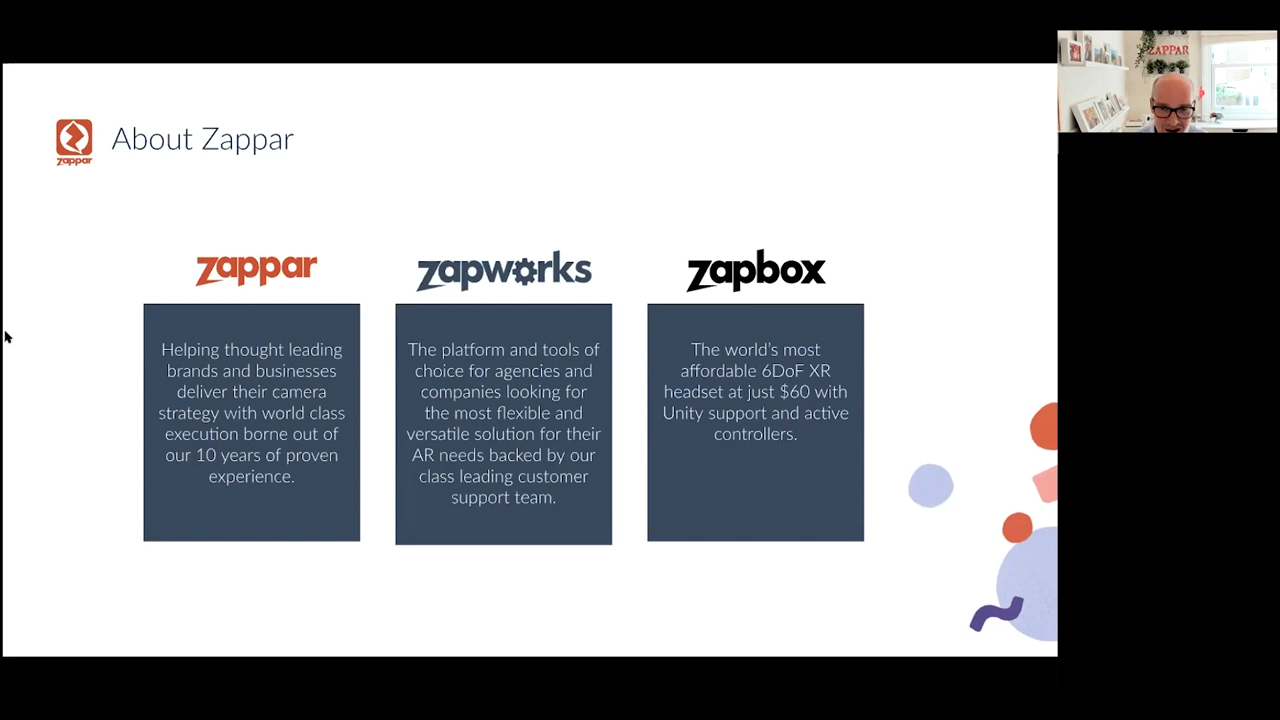 ZAPPAR
zappar
About Zappar
zappar
Helping thought leading
brands and businesses
deliver their camera
strategy with world class
execution borne out of
our 10 years of proven
experience.
zapworks
The platform and tools of
choice for agencies and
companies looking for
the most flexible and
versatile solution for their
AR needs backed by our
class leading customer
support team.
zapbox
The world's most
affordable 6DoF XR
headset at just $60 with
Unity support and active
controllers.